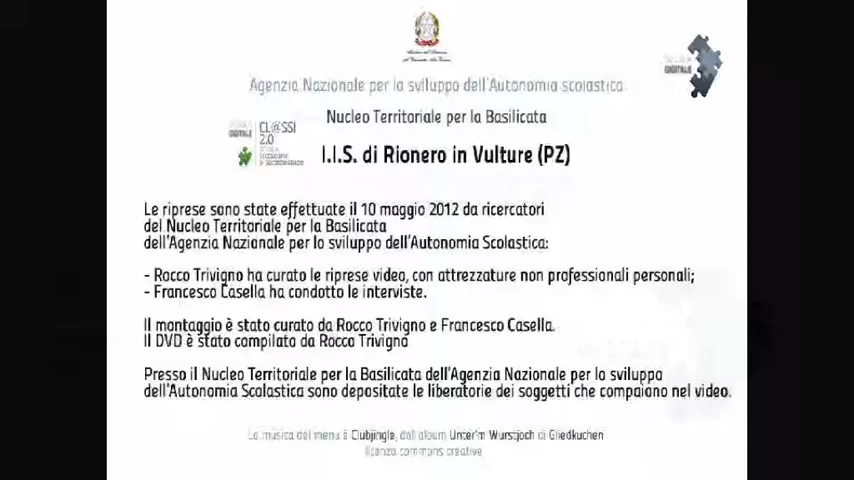 Agenzia Nazionale per lo sviluppo dell'Autonomia scolastica
DIGITALE
Nucleo Territoriale per la Basilicata
CL@SSI
2.0
I.I.S. di Rionero in Vulture (PZ)
Le riprese sono state effettuate il 10 maggio 2012 da ricercatori
del Nucleo Territoriale per la Basilicata
dell'Agenzia Nazionale per lo sviluppo dell'Autonomia Scolastica:
- Rocco Trivigno ha curato le riprese video, con attrezzature non professionali personali;
- Francesco Casella ha condotto le interviste.
Il montaggio è stato curato da Rocco Trivigno e Francesco Casella.
Il DVD è stato compilato da Rocco Trivigno
Presso il Nucleo Territoriale per la Basilicata dell'Agenzia Nazionale per lo sviluppo
dell'Autonomia Scolastica sono depositate le liberatorie dei soggetti che compaiono nel video.
La musica del menu è Clubjingle, dall'album Unter'm Wurstjoch di Gliedkuchen
licenza commons creative